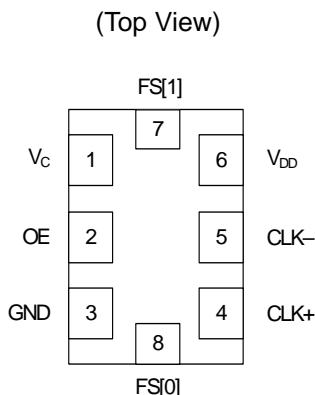 (Top View)
FS[1]
7
VC 1 6 VDD
OE 2 5 CLK–
GND 3 4 CLK+
8
FS[0]